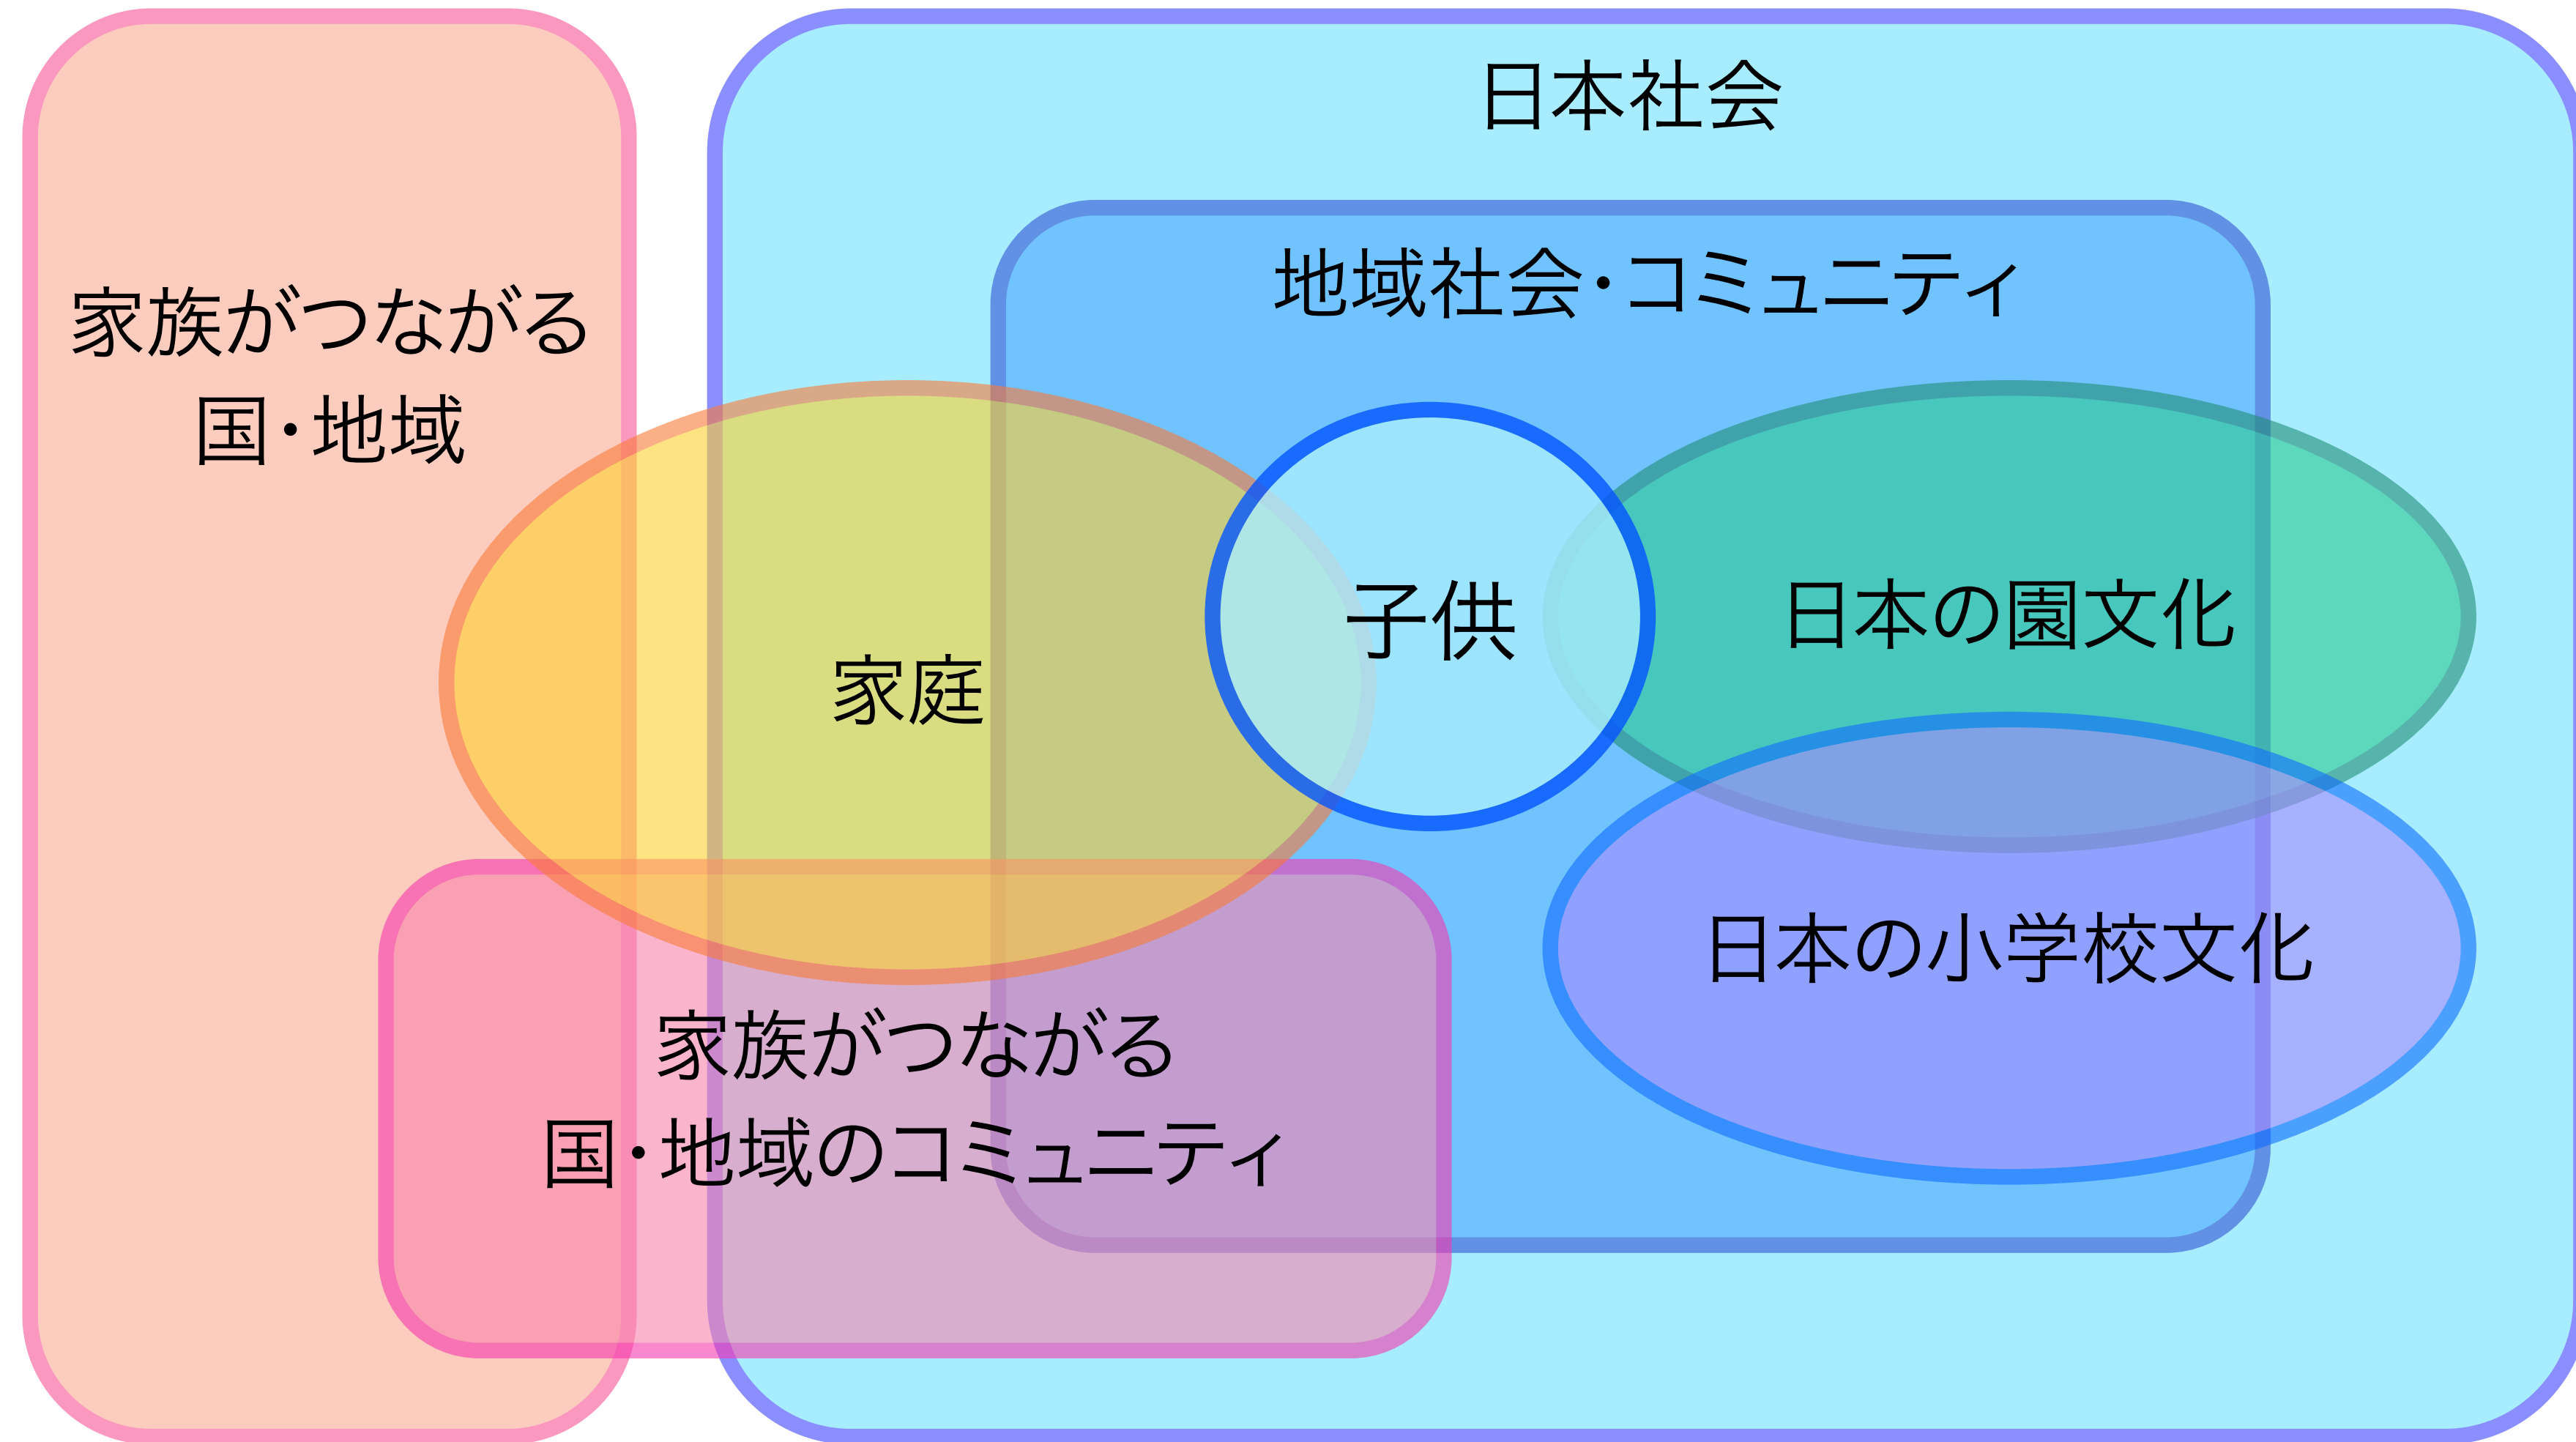 日本社会
地域社会・コミュニティ
家族がつながる
国・地域
子供
日本の園文化
家庭
日本の小学校文化
家族がつながる
国・地域のコミュニティ